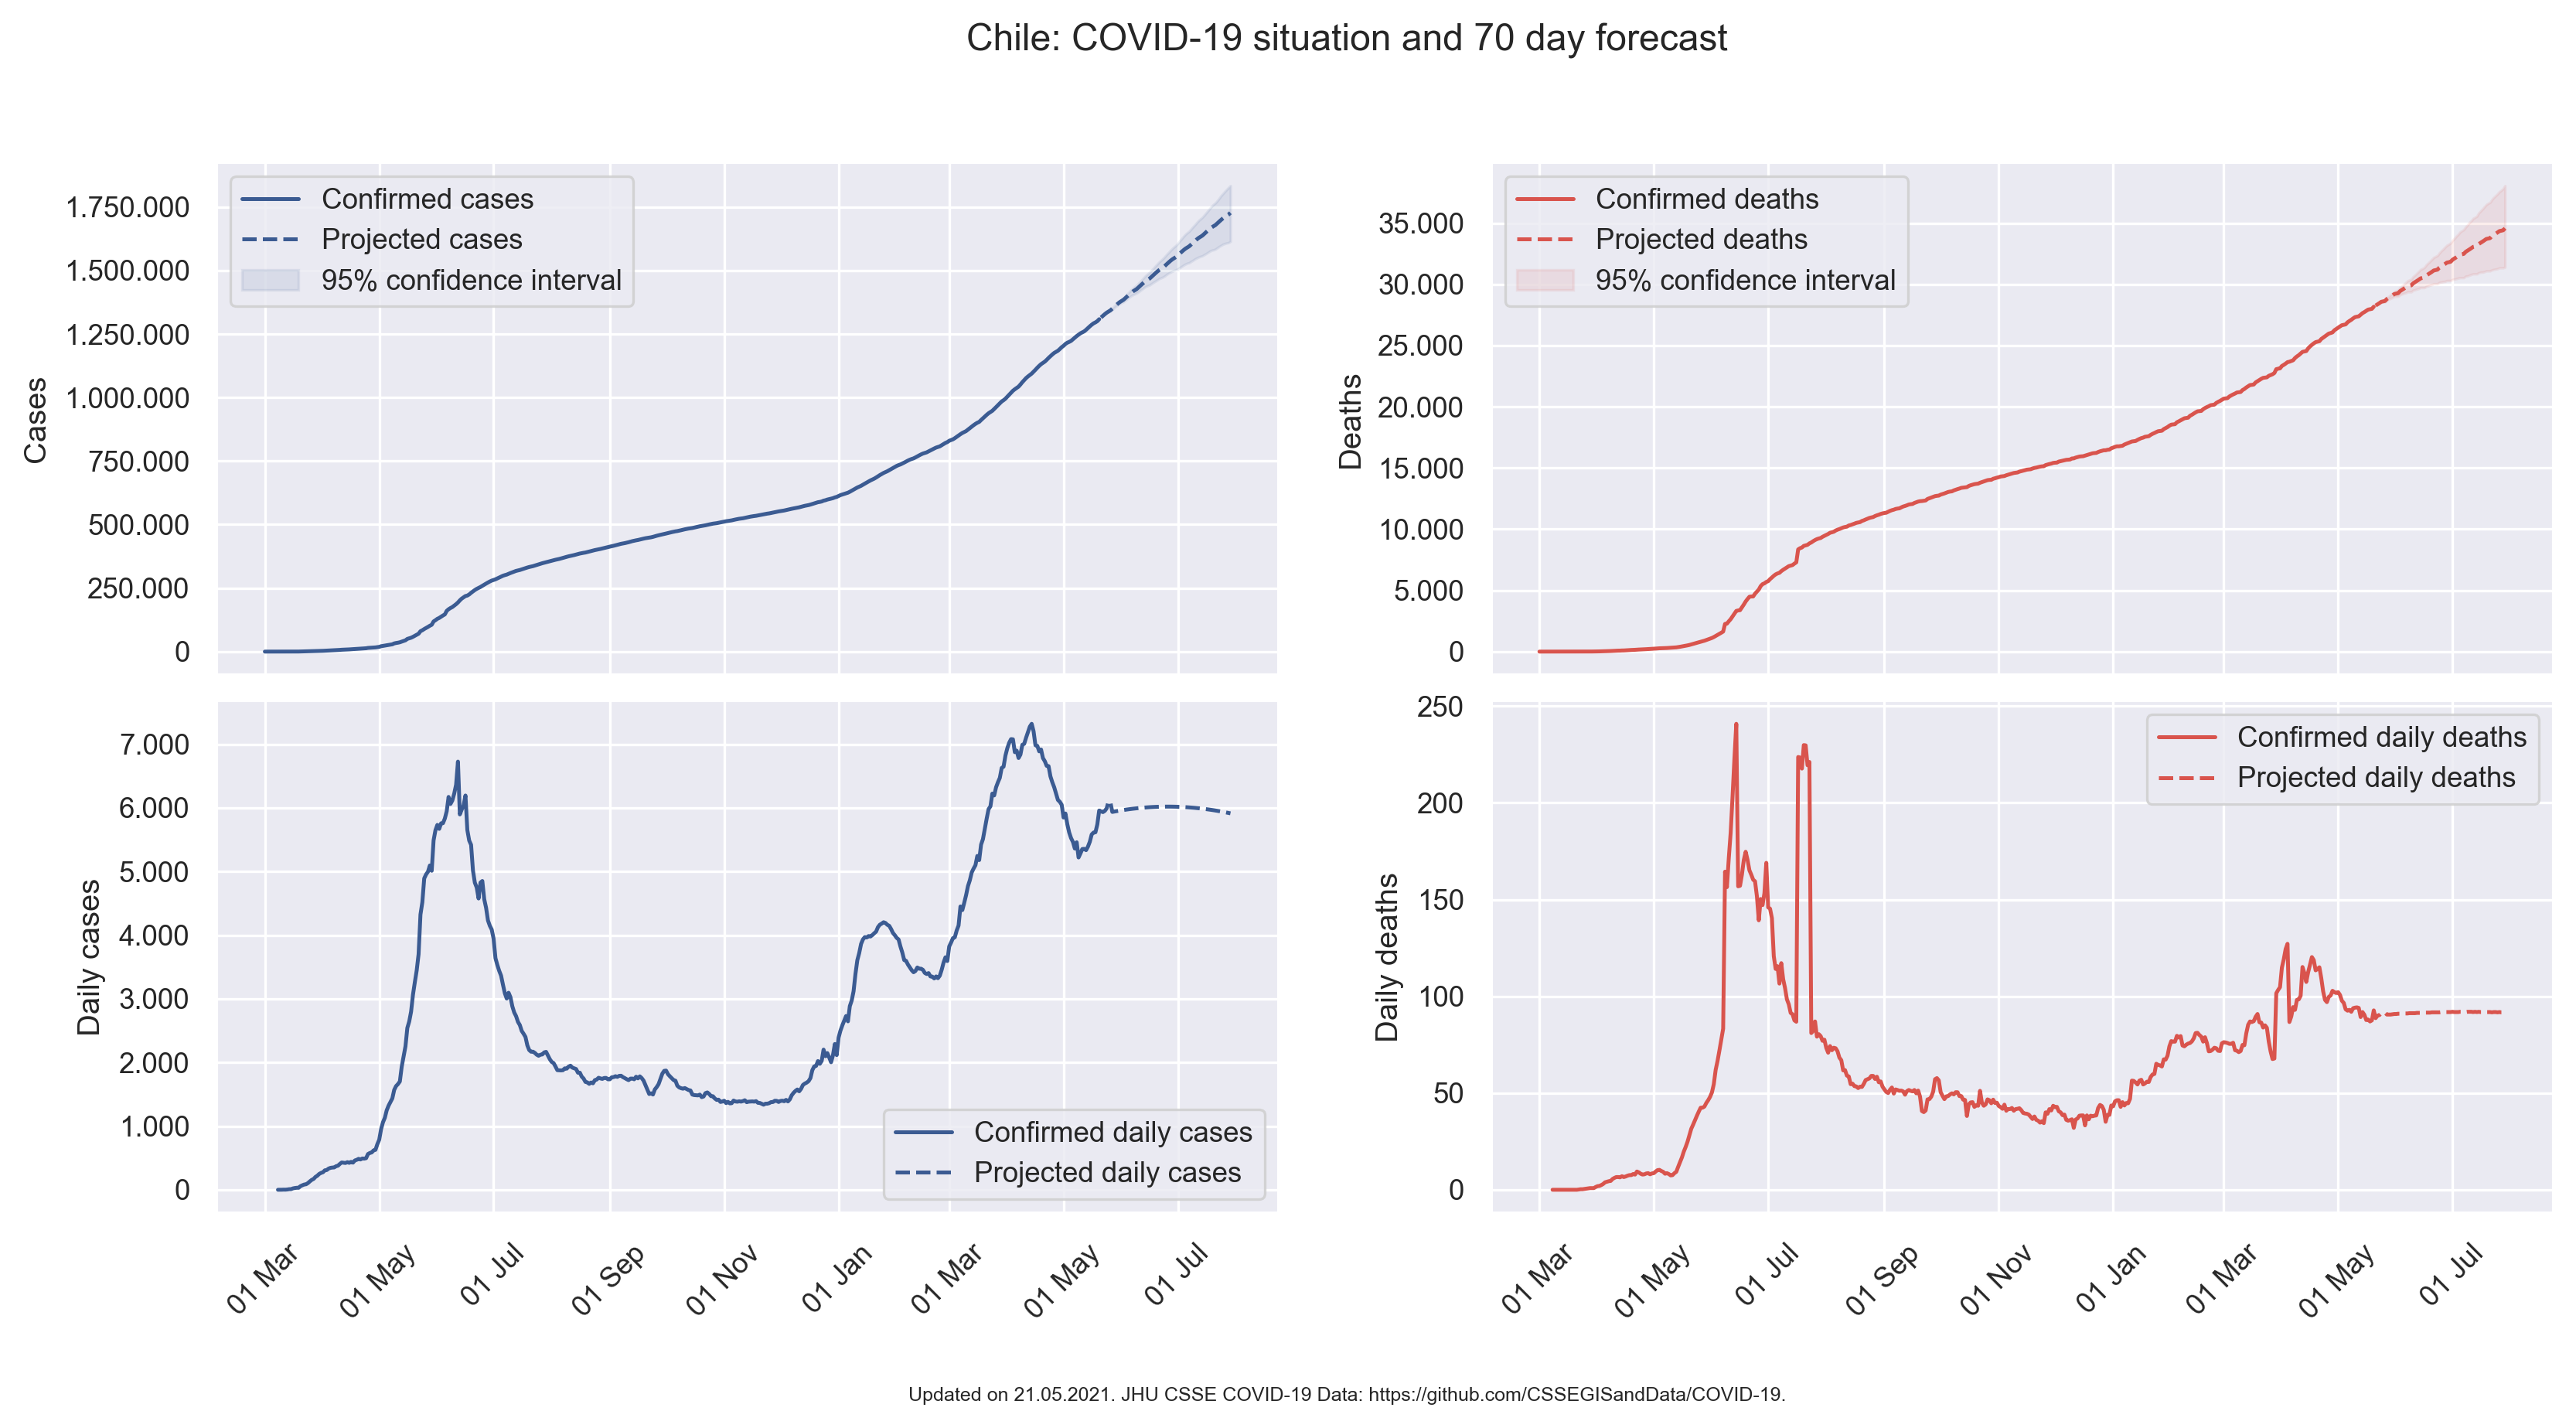 Chile: COVID-19 situation and 70 day forecast
Cases
1.750.000
1.500.000
1.250.000
1.000.000
750.000
500.000
250.000
0
Confirmed cases
Projected cases
95% confidence interval
Deaths
35.000
30.000
25.000
20.000
15.000
10.000
5.000
0
Confirmed deaths
Projected deaths
95% confidence interval
Daily cases
7.000
6.000
5.000
4.000
3.000
2.000
1.000
0
Confirmed daily cases
Projected daily cases
01 Mar
01 May
01 Jul
01 Sep
01 Nov
01 Jan
01 Mar
01 May
01 Jul
Daily deaths
250
200
150
100
50
0
Confirmed daily deaths
Projected daily deaths
01 Mar
01 May
01 Jul
01 Sep
01 Nov
01 Jan
01 Mar
01 May
01 Jul
Updated on 21.05.2021. JHU CSSE COVID-19 Data: https://github.com/CSSEGISandData/COVID-19.